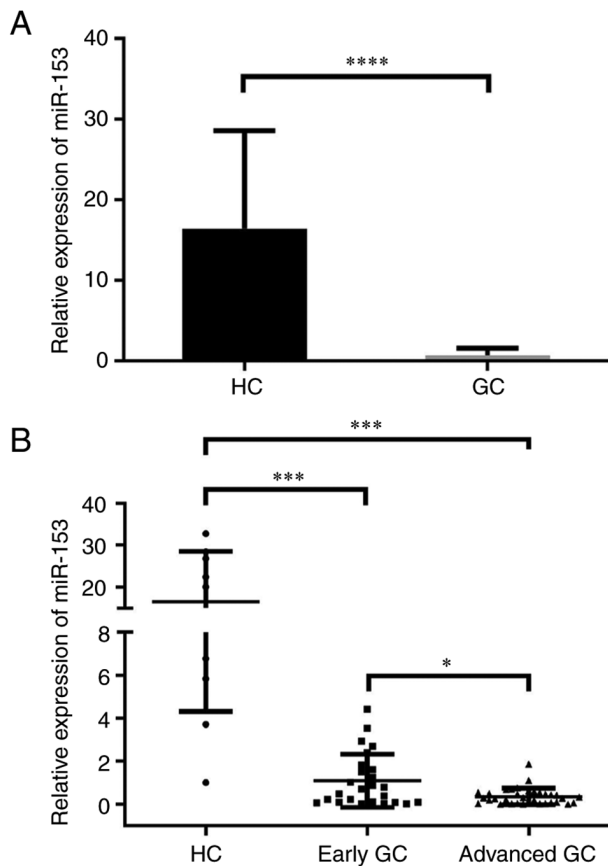 A
Relative expression of miR-153
40
30
20
10
0
****
HC
GC
B
Relative expression of miR-153
40
30
20
8
6
4
2
0
***
***
*
HC
Early GC
Advanced GC